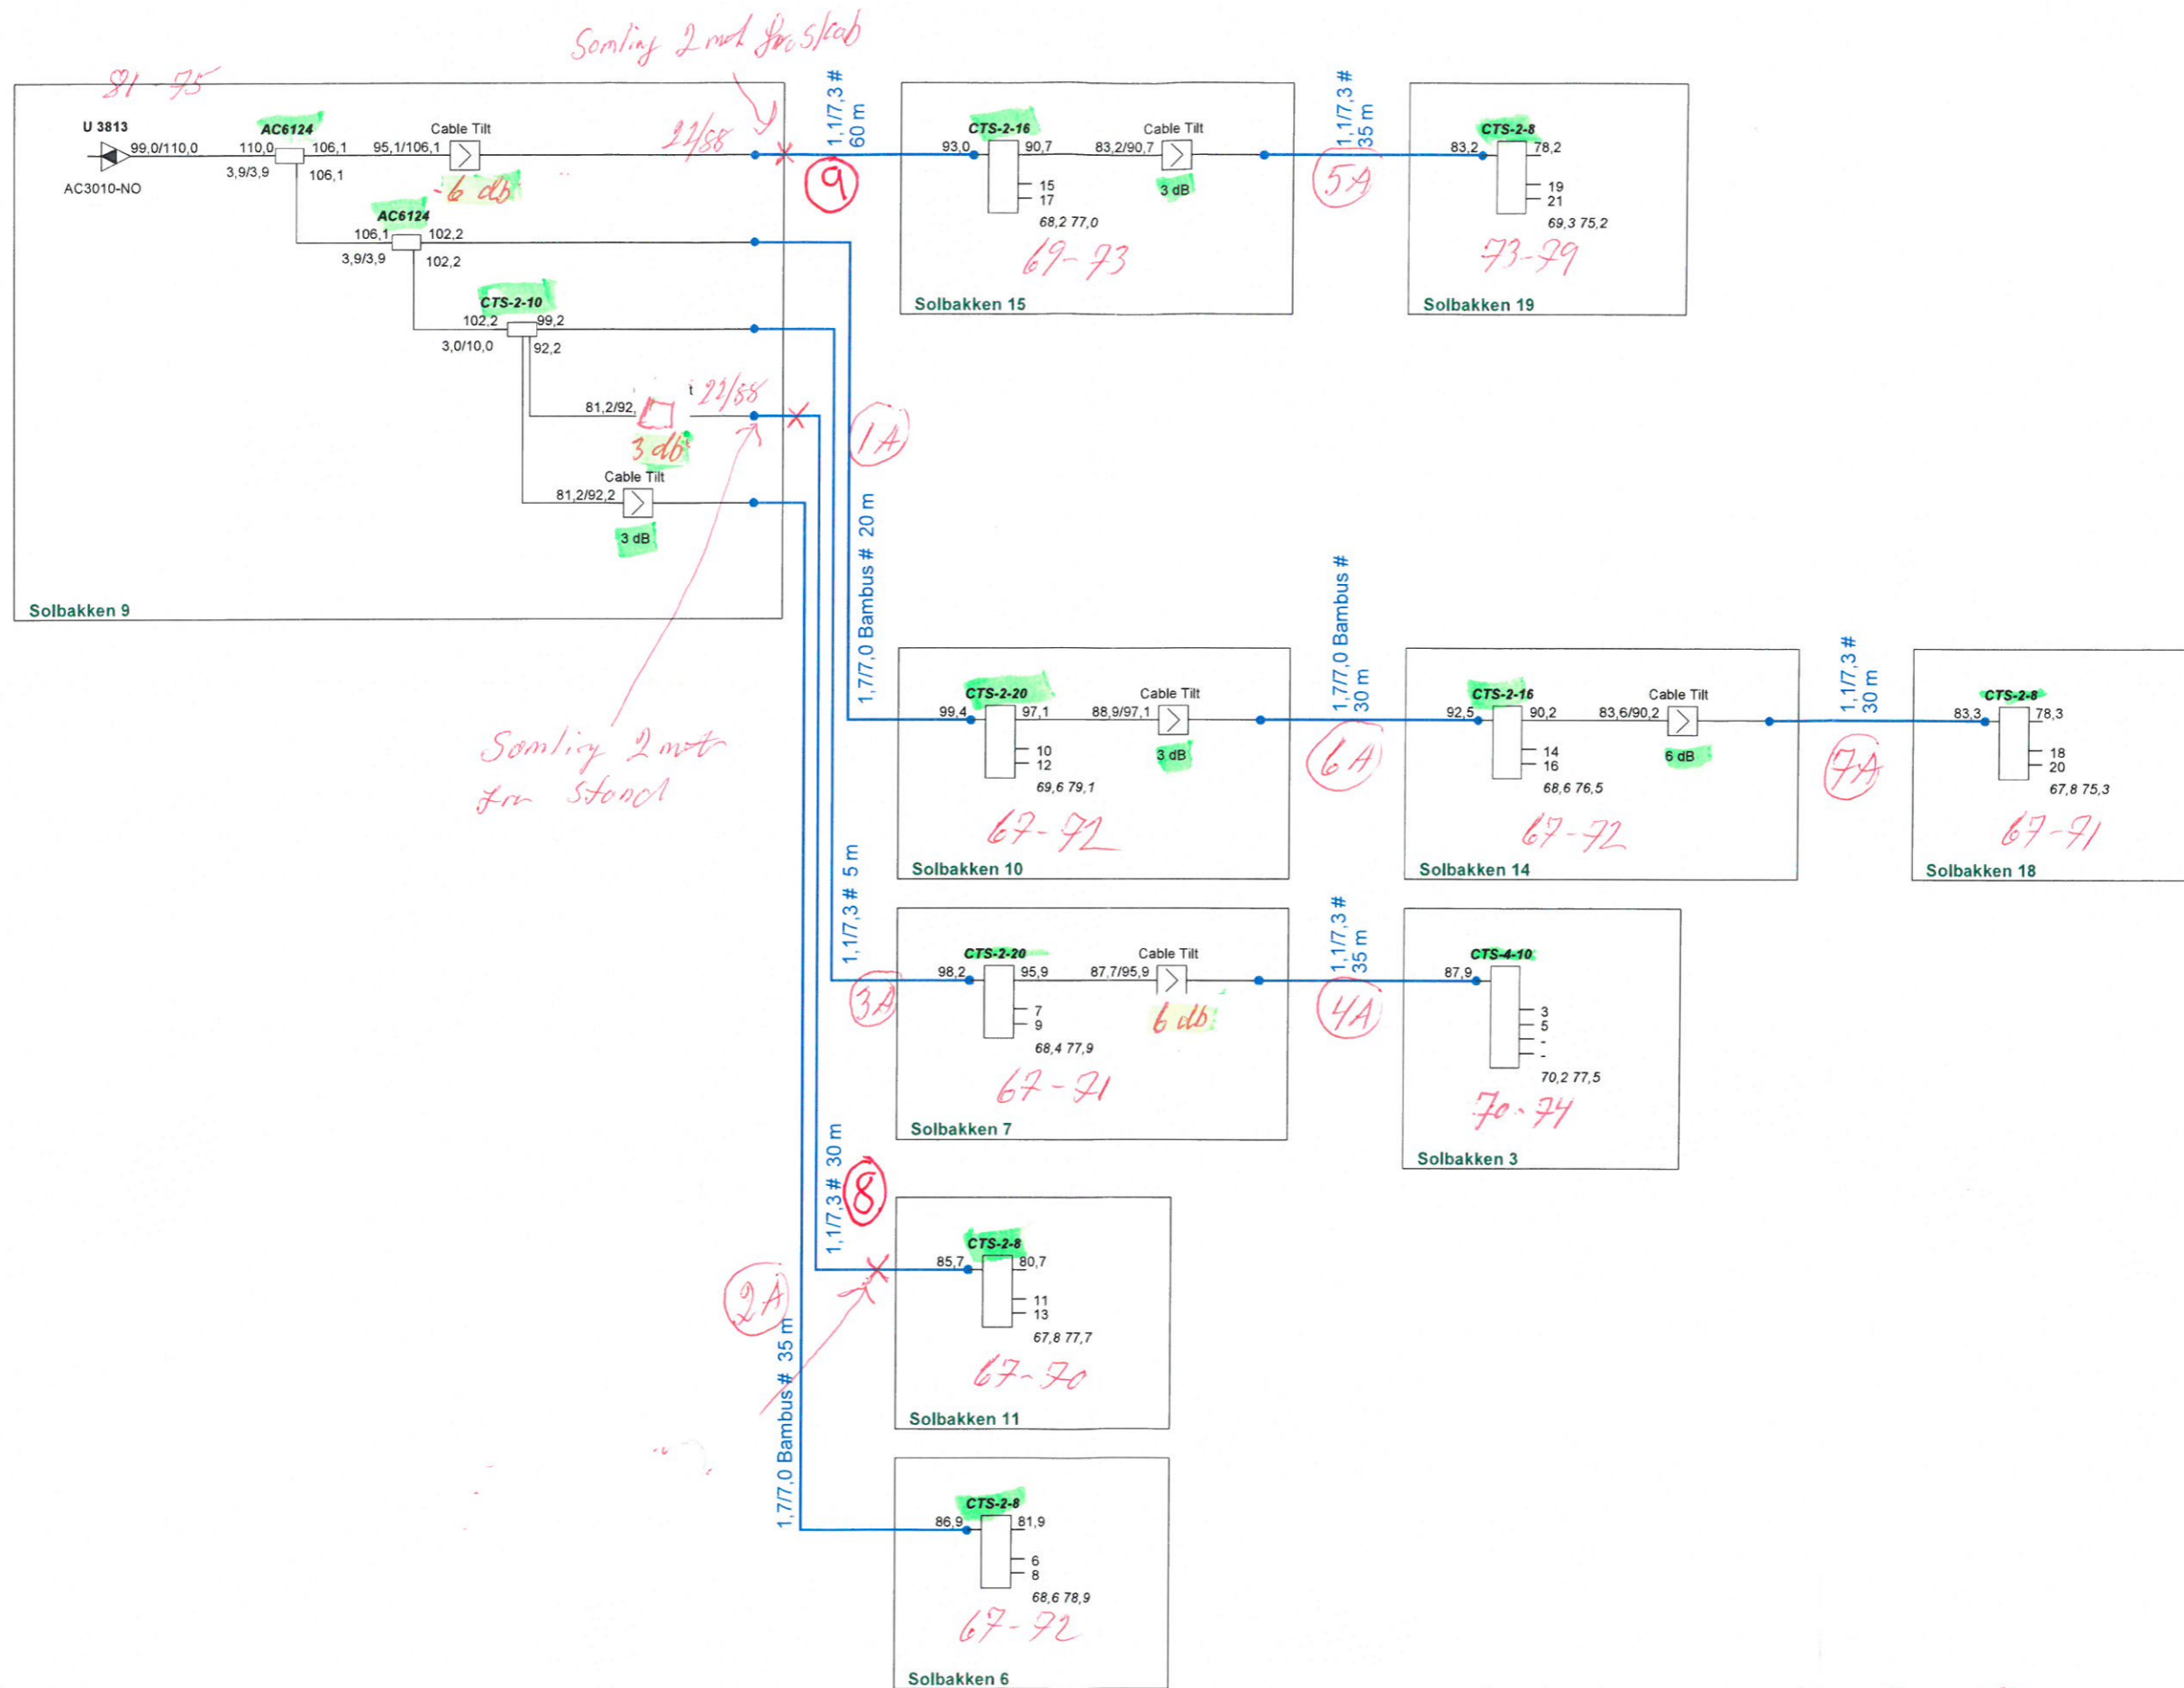 Samling 2 met fra skab
81 75
U 3813
99,0/110,0
AC3010-NO
AC6124
110,0 106,1
3,9/3,9
106,1
Cable Tilt
95,1/106,1
-6 db
22/88
AC6124
106,1 102,2
3,9/3,9
102,2
CTS-2-10
102,2 99,2
3,0/10,0
92,2
81,2/92,
t
22/88
3 db
Cable Tilt
81,2/92,2
3 dB
Solbakken 9
Samling 2 met
fra stand
1,1/7,3 #
60 m
9
CTS-2-16
93,0 90,7
15
17
68,2 77,0
69-73
Cable Tilt
83,2/90,7
3 dB
Solbakken 15
1,1/7,3 #
35 m
5A
CTS-2-8
83,2 78,2
19
21
69,3 75,2
73-79
Solbakken 19
1A
1,7/7,0 Bambus # 20 m
CTS-2-20
99,4 97,1
10
12
69,6 79,1
67-72
Cable Tilt
88,9/97,1
3 dB
Solbakken 10
1,7/7,0 Bambus #
30 m
6A
CTS-2-16
92,5 90,2
14
16
68,6 76,5
67-72
Cable Tilt
83,6/90,2
6 dB
Solbakken 14
1,1/7,3 #
30 m
7A
CTS-2-8
83,3 78,3
18
20
67,8 75,3
67-71
Solbakken 18
1,1/7,3 # 5 m
3A
CTS-2-20
98,2 95,9
7
9
68,4 77,9
67-71
Cable Tilt
87,7/95,9
6 db
Solbakken 7
1,1/7,3 #
35 m
4A
CTS-4-10
87,9
3
5
-
-
70,2 77,5
70-74
Solbakken 3
1,1/7,3 # 30 m
8
CTS-2-8
85,7 80,7
11
13
67,8 77,7
67-70
Solbakken 11
2A
1,7/7,0 Bambus # 35 m
CTS-2-8
86,9 81,9
6
8
68,6 78,9
67-72
Solbakken 6